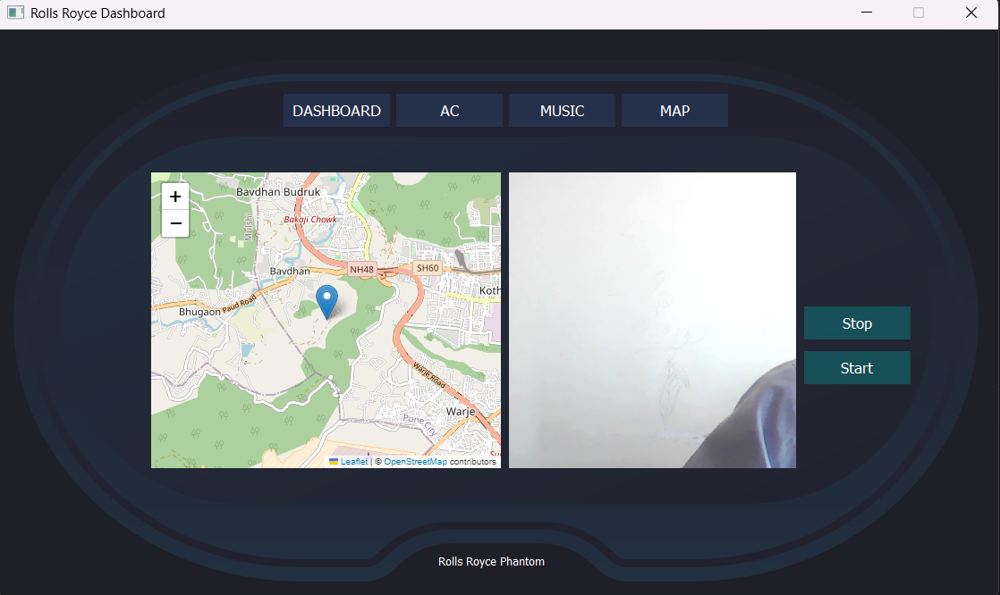 Rolls Royce Dashboard
DASHBOARD AC MUSIC MAP
+
−
Bavdhan Budruk
Bakaji Chowk
Mulshi
NH48
SH60
Bavdhan
Koth
Bhugaon
Paud Road
Warje Road
Warje
Pune City
Leaflet | © OpenStreetMap contributors
Stop
Start
Rolls Royce Phantom